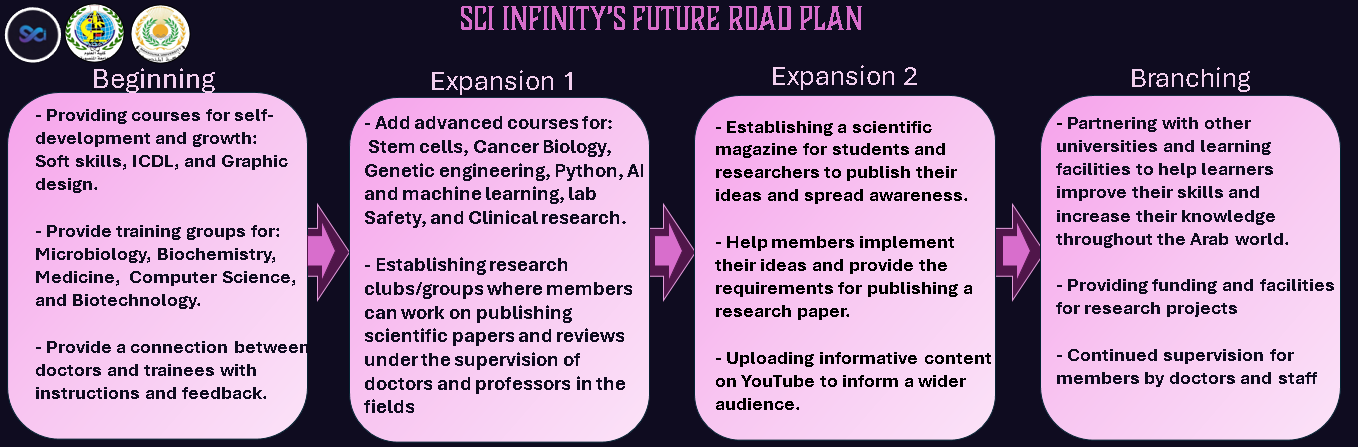 SCI INFINITY'S FUTURE ROAD PLAN
SCI
Beginning
- Providing courses for self-
development and growth:
Soft skills, ICDL, and Graphic
design.
- Provide training groups for:
Microbiology, Biochemistry,
Medicine, Computer Science,
and Biotechnology.
- Provide a connection between
doctors and trainees with
instructions and feedback.
Expansion 1
- Add advanced courses for:
Stem cells, Cancer Biology,
Genetic engineering, Python, AI
and machine learning, lab
Safety, and Clinical research.
- Establishing research
clubs/groups where members
can work on publishing
scientific papers and reviews
under the supervision of
doctors and professors in the
fields
Expansion 2
- Establishing a scientific
magazine for students and
researchers to publish their
ideas and spread awareness.
- Help members implement
their ideas and provide the
requirements for publishing a
research paper.
- Uploading informative content
on YouTube to inform a wider
audience.
Branching
- Partnering with other
universities and learning
facilities to help learners
improve their skills and
increase their knowledge
throughout the Arab world.
- Providing funding and facilities
for research projects
- Continued supervision for
members by doctors and staff